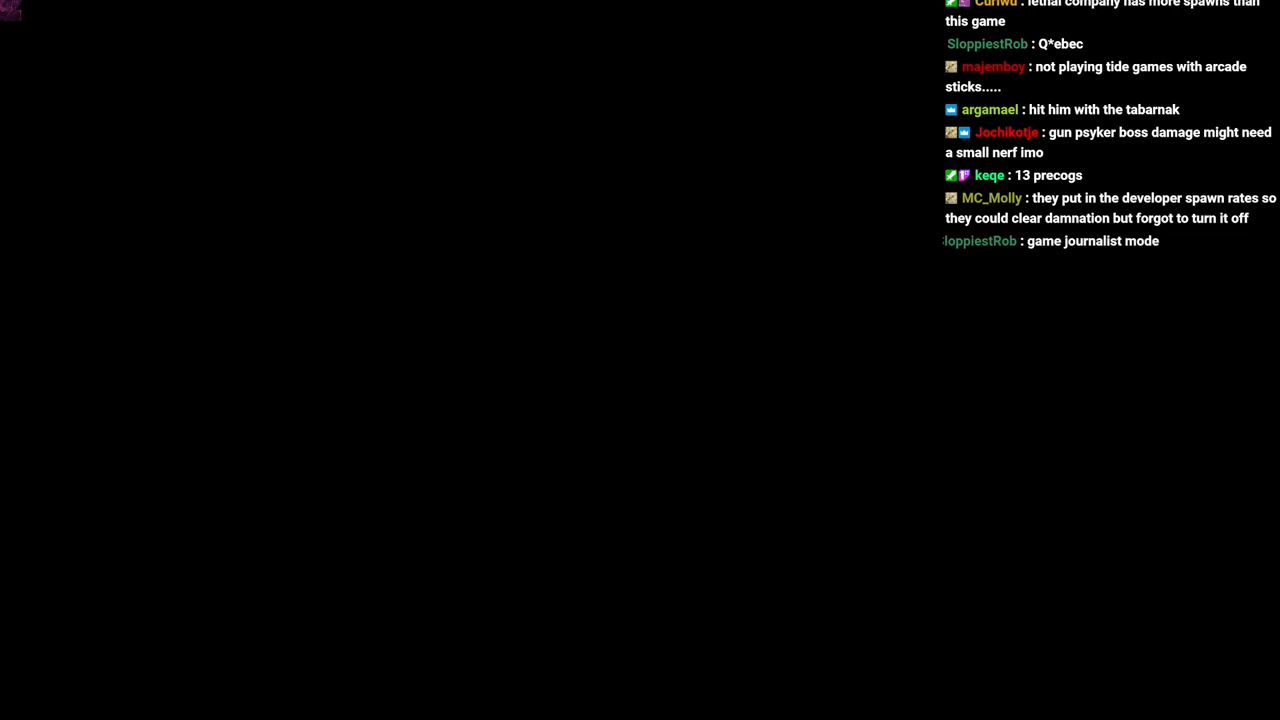 Curlwu : lethal company has more spawns than
this game
SloppiestRob : Q*ebec
majemboy : not playing tide games with arcade
sticks.....
argamael : hit him with the tabarnak
Jochikotje : gun psyker boss damage might need
a small nerf imo
keqe : 13 precogs
MC_Molly : they put in the developer spawn rates so
they could clear damnation but forgot to turn it off
SloppiestRob : game journalist mode